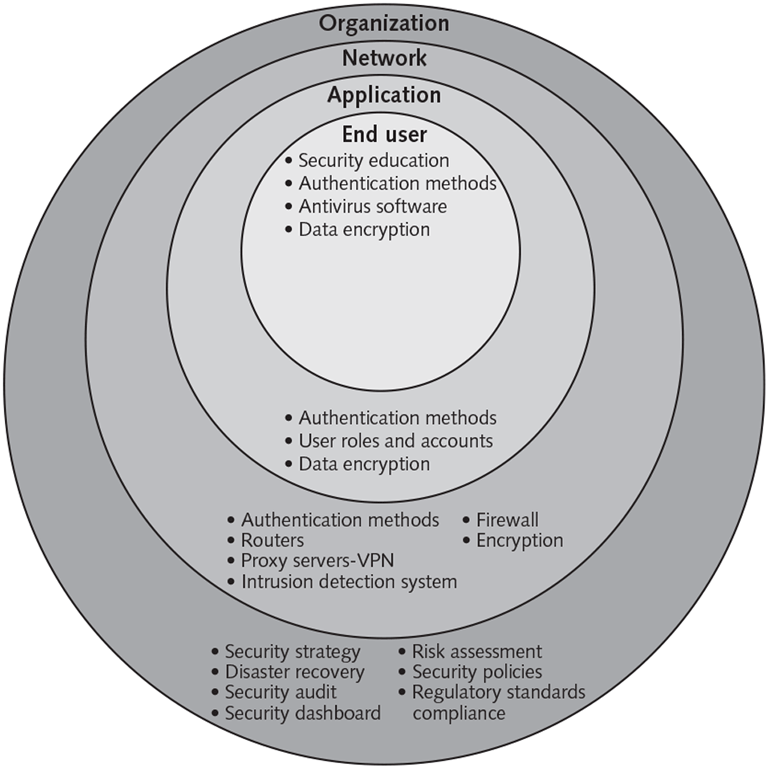 Organization
Network
Application
End user
• Security education
• Authentication methods
• Antivirus software
• Data encryption
• Authentication methods
• User roles and accounts
• Data encryption
• Authentication methods
• Routers
• Proxy servers-VPN
• Intrusion detection system
• Firewall
• Encryption
• Security strategy
• Disaster recovery
• Security audit
• Security dashboard
• Risk assessment
• Security policies
• Regulatory standards
compliance